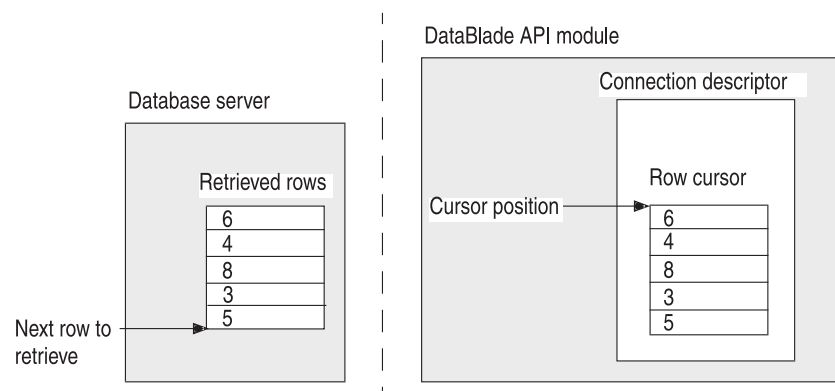 Database server
Retrieved rows
6
4
8
3
5
Next row to
retrieve
DataBlade API module
Connection descriptor
Row cursor
Cursor position
6
4
8
3
5